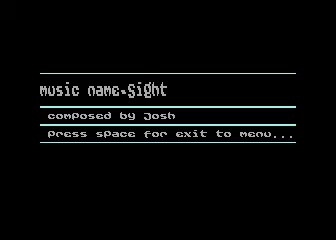 music name.Sight
composed by Josh
Press space for exit to menu...